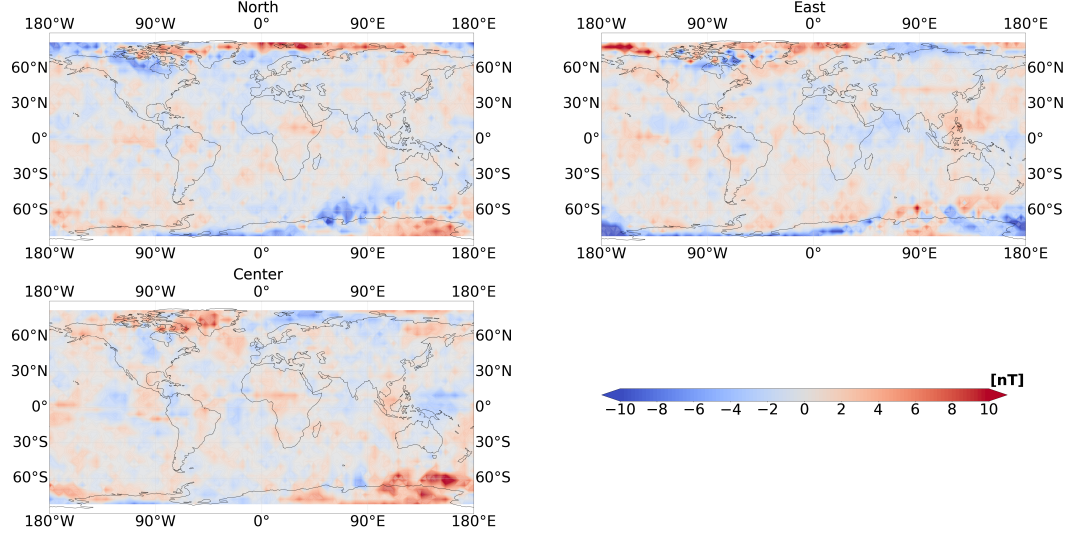 North East
180°W 90°W 0° 90°E 180°E 180°W 90°W 0° 90°E 180°E
60°N 60°N 60°N 60°N
30°N 30°N 30°N 30°N
0° 0° 0° 0°
30°S 30°S 30°S 30°S
60°S 60°S 60°S 60°S
180°W 90°W 0° 90°E 180°E 180°W 90°W 0° 90°E 180°E
Center
180°W 90°W 0° 90°E 180°E
60°N 60°N
30°N 30°N
[nT]
0° 0°
−10 −8 −6 −4 −2 0 2 4 6 8 10
30°S 30°S
60°S 60°S
180°W 90°W 0° 90°E 180°E